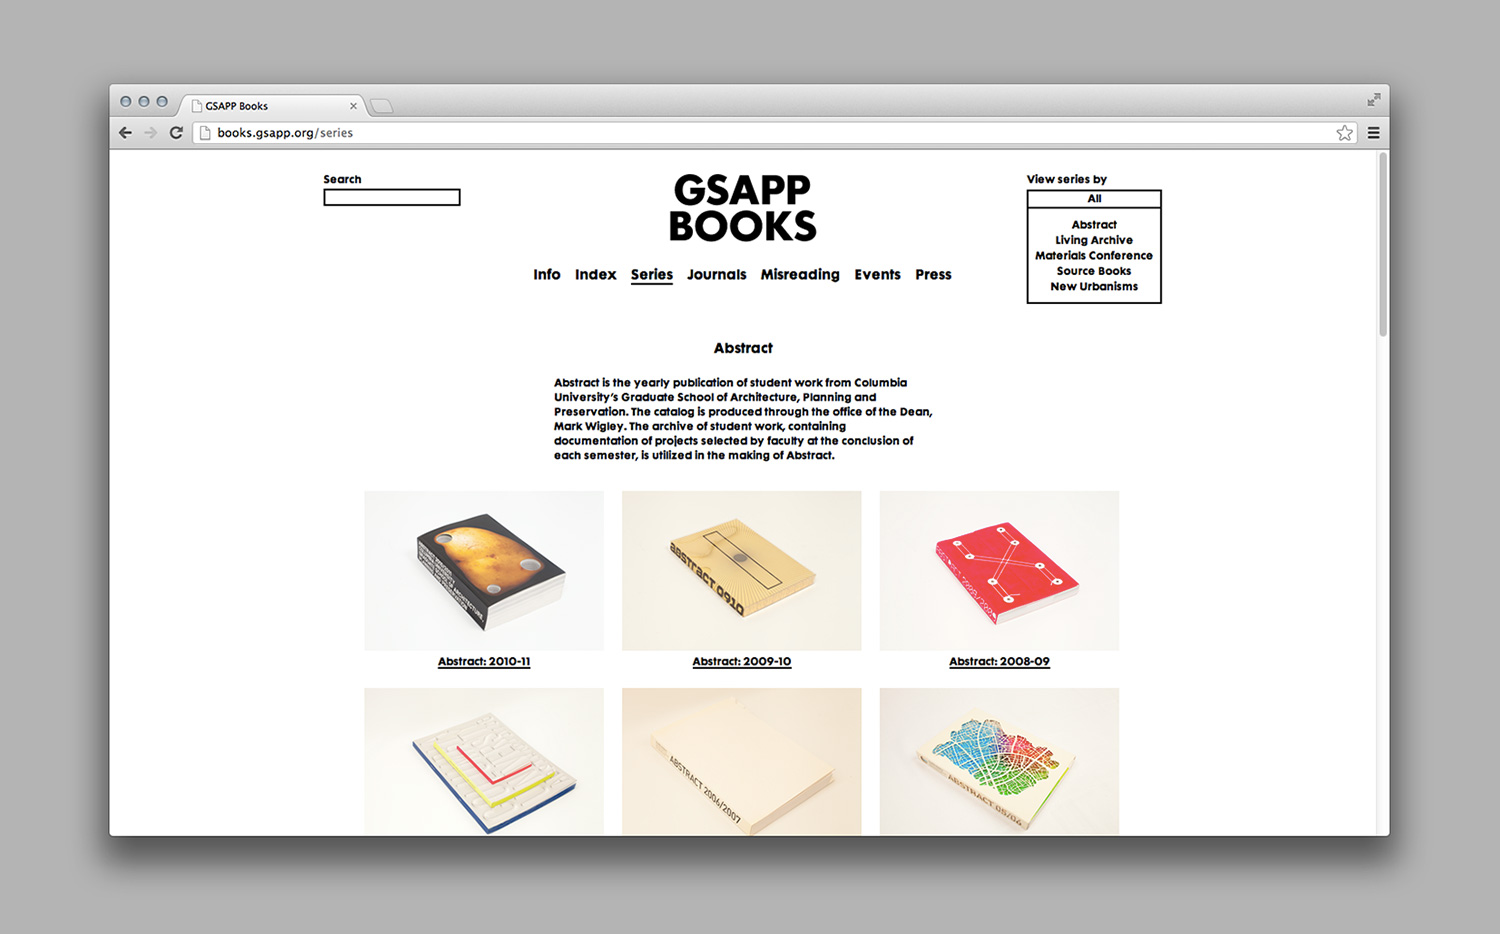 GSAPP Books
books.gsapp.org/series
Search
GSAPP
BOOKS
View series by
All
Abstract
Living Archive
Materials Conference
Source Books
New Urbanisms
Info Index Series Journals Misreading Events Press
Abstract
Abstract is the yearly publication of student work from Columbia
University's Graduate School of Architecture, Planning and
Preservation. The catalog is produced through the office of the Dean,
Mark Wigley. The archive of student work, containing
documentation of projects selected by faculty at the conclusion of
each semester, is utilized in the making of Abstract.
abstract 0910
Abstract: 2010-11
Abstract: 2009-10
Abstract: 2008-09
ABSTRACT 2006/2007
ABSTRACT 05/06